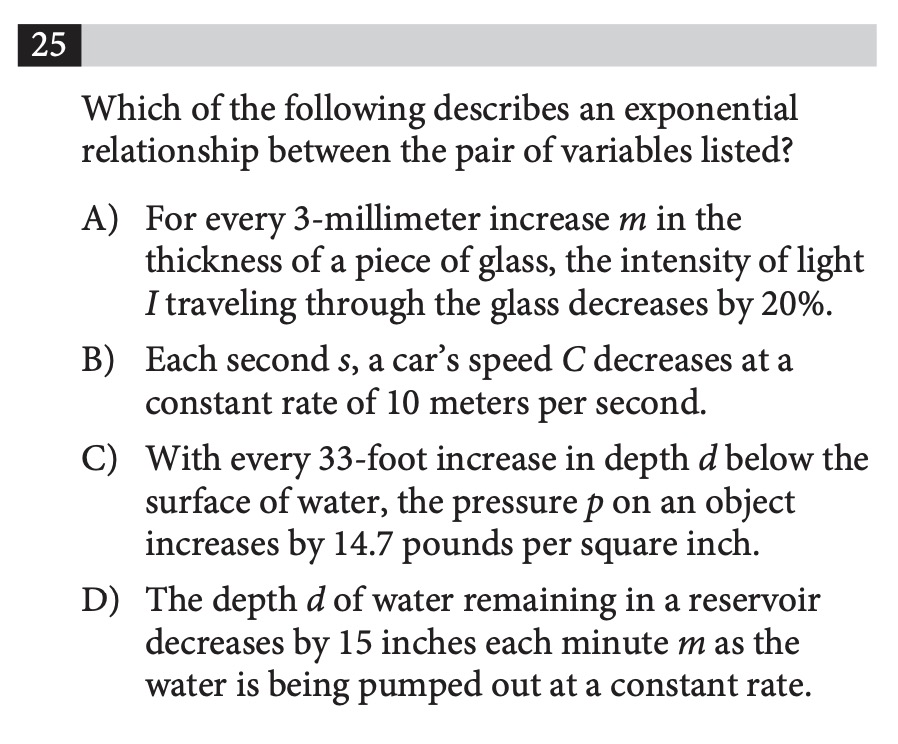 25
Which of the following describes an exponential
relationship between the pair of variables listed?
A) For every 3-millimeter increase m in the
thickness of a piece of glass, the intensity of light
I traveling through the glass decreases by 20%.
B) Each second s, a car’s speed C decreases at a
constant rate of 10 meters per second.
C) With every 33-foot increase in depth d below the
surface of water, the pressure p on an object
increases by 14.7 pounds per square inch.
D) The depth d of water remaining in a reservoir
decreases by 15 inches each minute m as the
water is being pumped out at a constant rate.